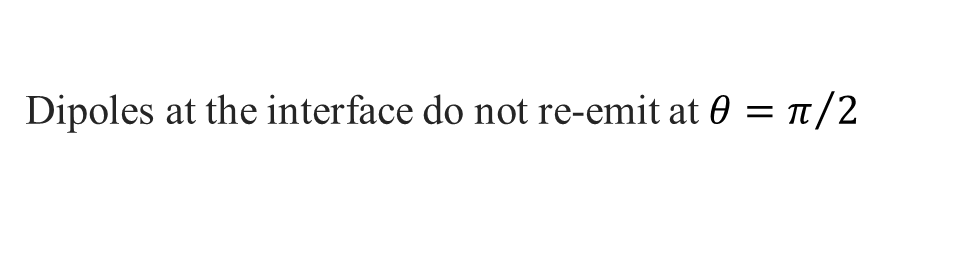 Dipoles at the interface do not re-emit at θ = π/2